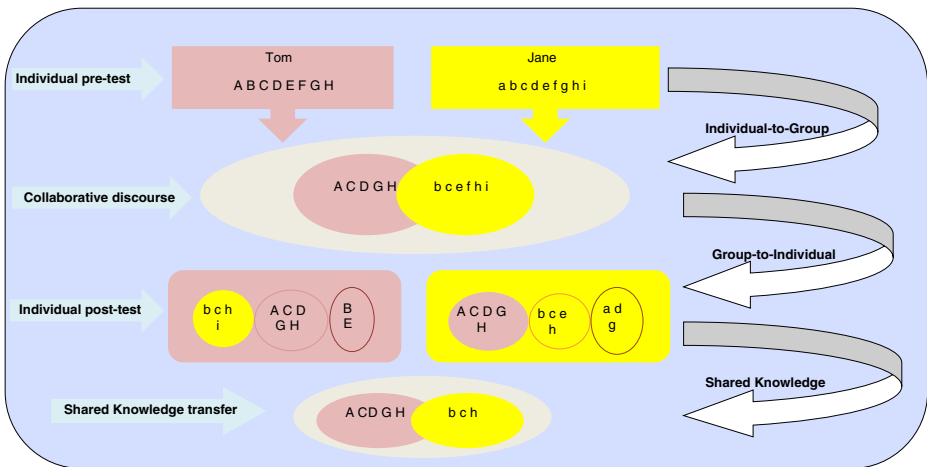 Tom
Jane
Individual pre-test
A B C D E F G H
a b c d e f g h i
Individual-to-Group
Collaborative discourse
A C D G H
b c e f h i
Group-to-Individual
Individual post-test
b c h
i
A C D
G H
B
E
A C D G
H
b c e
h
a d
g
Shared Knowledge
Shared Knowledge transfer
A C D G H
b c h